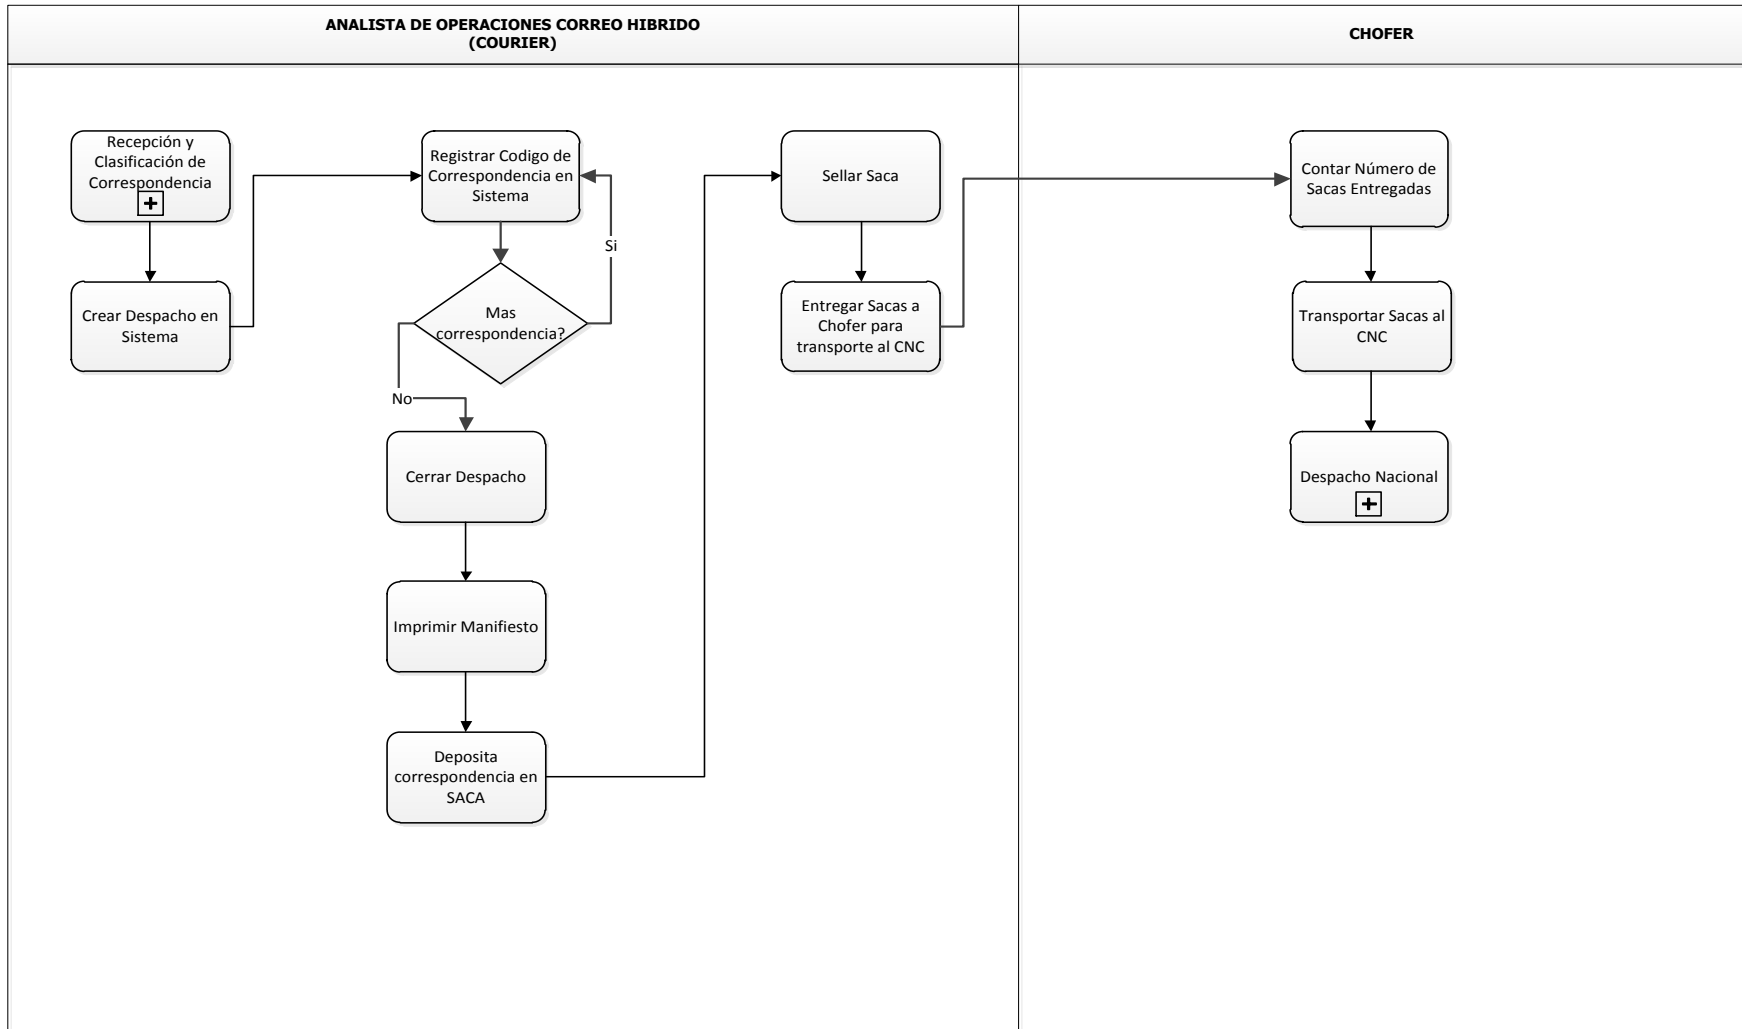 ANALISTA DE OPERACIONES CORREO HIBRIDO
(COURIER)
CHOFER
Recepción y
Clasificación de
Correspondencia
Crear Despacho en
Sistema
Registrar Codigo de
Correspondencia en
Sistema
Si
Mas
correspondencia?
No
Cerrar Despacho
Imprimir Manifiesto
Deposita
correspondencia en
SACA
Sellar Saca
Entregar Sacas a
Chofer para
transporte al CNC
Contar Número de
Sacas Entregadas
Transportar Sacas al
CNC
Despacho Nacional